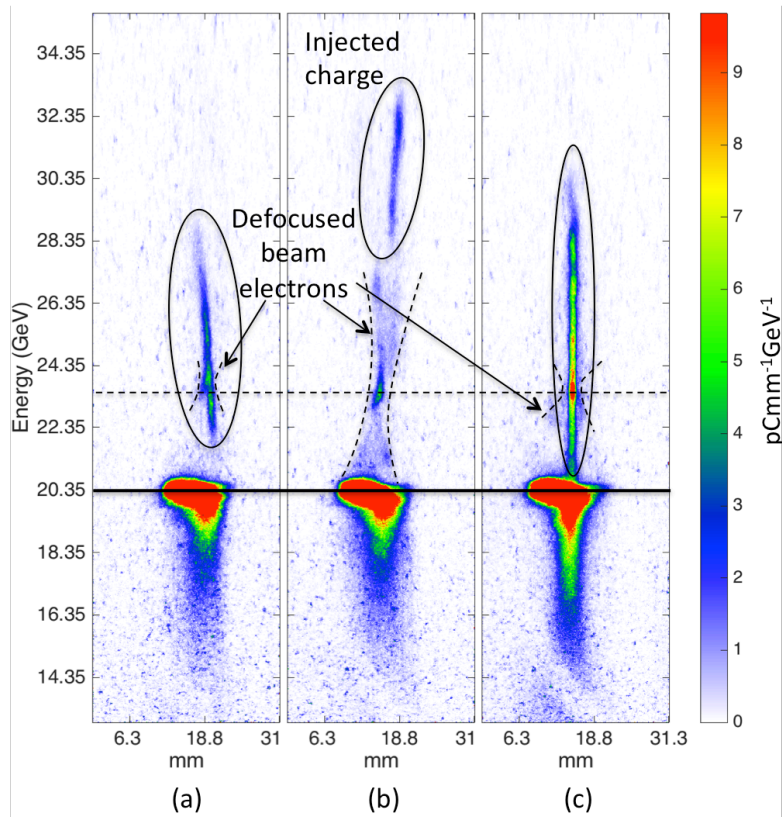 Injected
charge
Defocused
beam
electrons
Energy (GeV)
34.35
32.35
30.35
28.35
26.35
24.35
22.35
20.35
18.35
16.35
14.35
6.3 18.8 31
mm
(a)
6.3 18.8 31
mm
(b)
6.3 18.8 31.3
mm
(c)
9
8
7
6
5
4
3
2
1
0
pCmm⁻¹GeV⁻¹